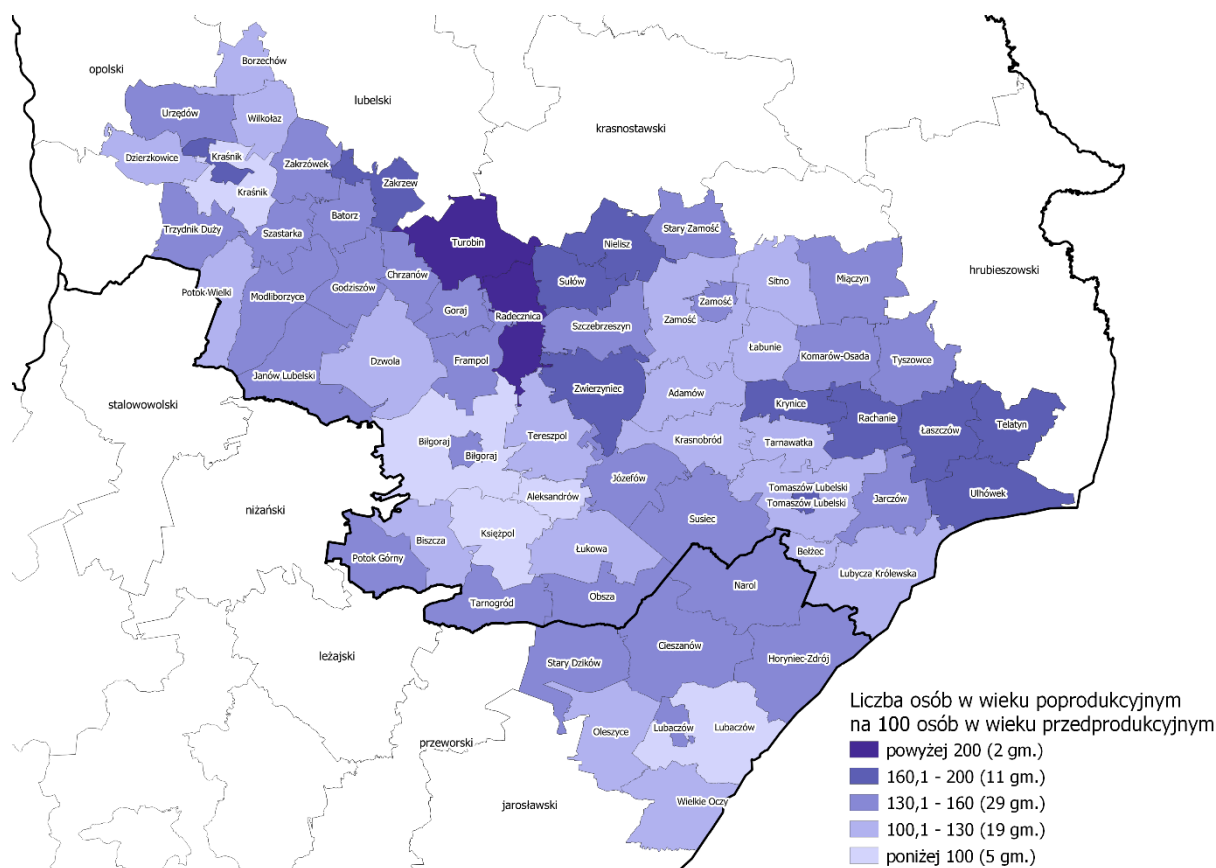 Borzechów
opolski
lubelski
Urzędów
Wilkołaz
krasnostawski
Dzierzkowice
Kraśnik
Zakrzówek
Zakrzew
Kraśnik
Batorz
Trzydnik Duży
Szastarka
Turobin
Nielisz
Stary Zamość
Chrzanów
Sułów
Sitno
Miączyn
hrubieszowski
Potok Wielki
Modliborzyce
Godziszów
Goraj
Radecznica
Zamość
Zamość
Szczebrzeszyn
Łabunie
Komarów-Osada
Tyszowce
Dzwola
Frampol
Janów Lubelski
Zwierzyniec
Adamów
Krynice
Rachanie
Łaszczów
Telatyn
stalowowolski
Biłgoraj
Biłgoraj
Tereszpol
Krasnobród
Tarnawatka
Józefów
Tomaszów Lubelski
Tomaszów Lubelski
Jarczów
Ulhówek
Aleksandrów
niżański
Księżpol
Susiec
Biszcza
Łukowa
Bełżec
Potok Górny
Lubycza Królewska
Narol
Tarnogród
Obsza
leżajski
Stary Dzików
Cieszanów
Horyniec-Zdrój
Oleszyce
Lubaczów
Lubaczów
przeworski
Wielkie Oczy
jarosławski
Liczba osób w wieku poprodukcyjnym
na 100 osób w wieku przedprodukcyjnym
powyżej 200 (2 gm.)
160,1 - 200 (11 gm.)
130,1 - 160 (29 gm.)
100,1 - 130 (19 gm.)
poniżej 100 (5 gm.)